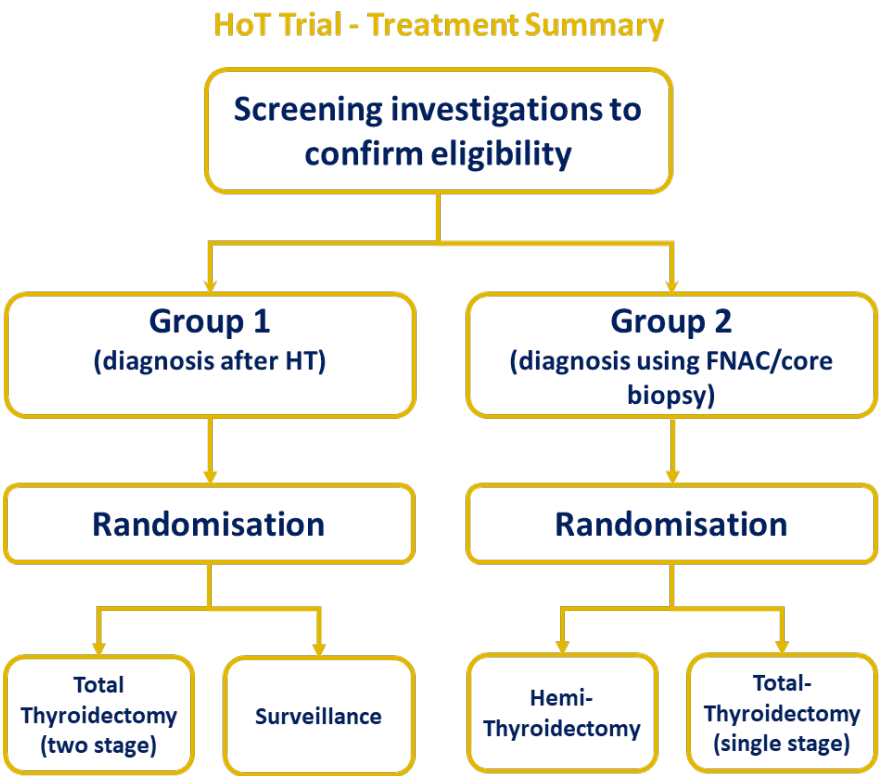 HoT Trial - Treatment Summary
Screening investigations to
confirm eligibility
Group 1
(diagnosis after HT)
Group 2
(diagnosis using FNAC/core
biopsy)
Randomisation
Randomisation
Total
Thyroidectomy
(two stage)
Surveillance
Hemi-
Thyroidectomy
Total-
Thyroidectomy
(single stage)